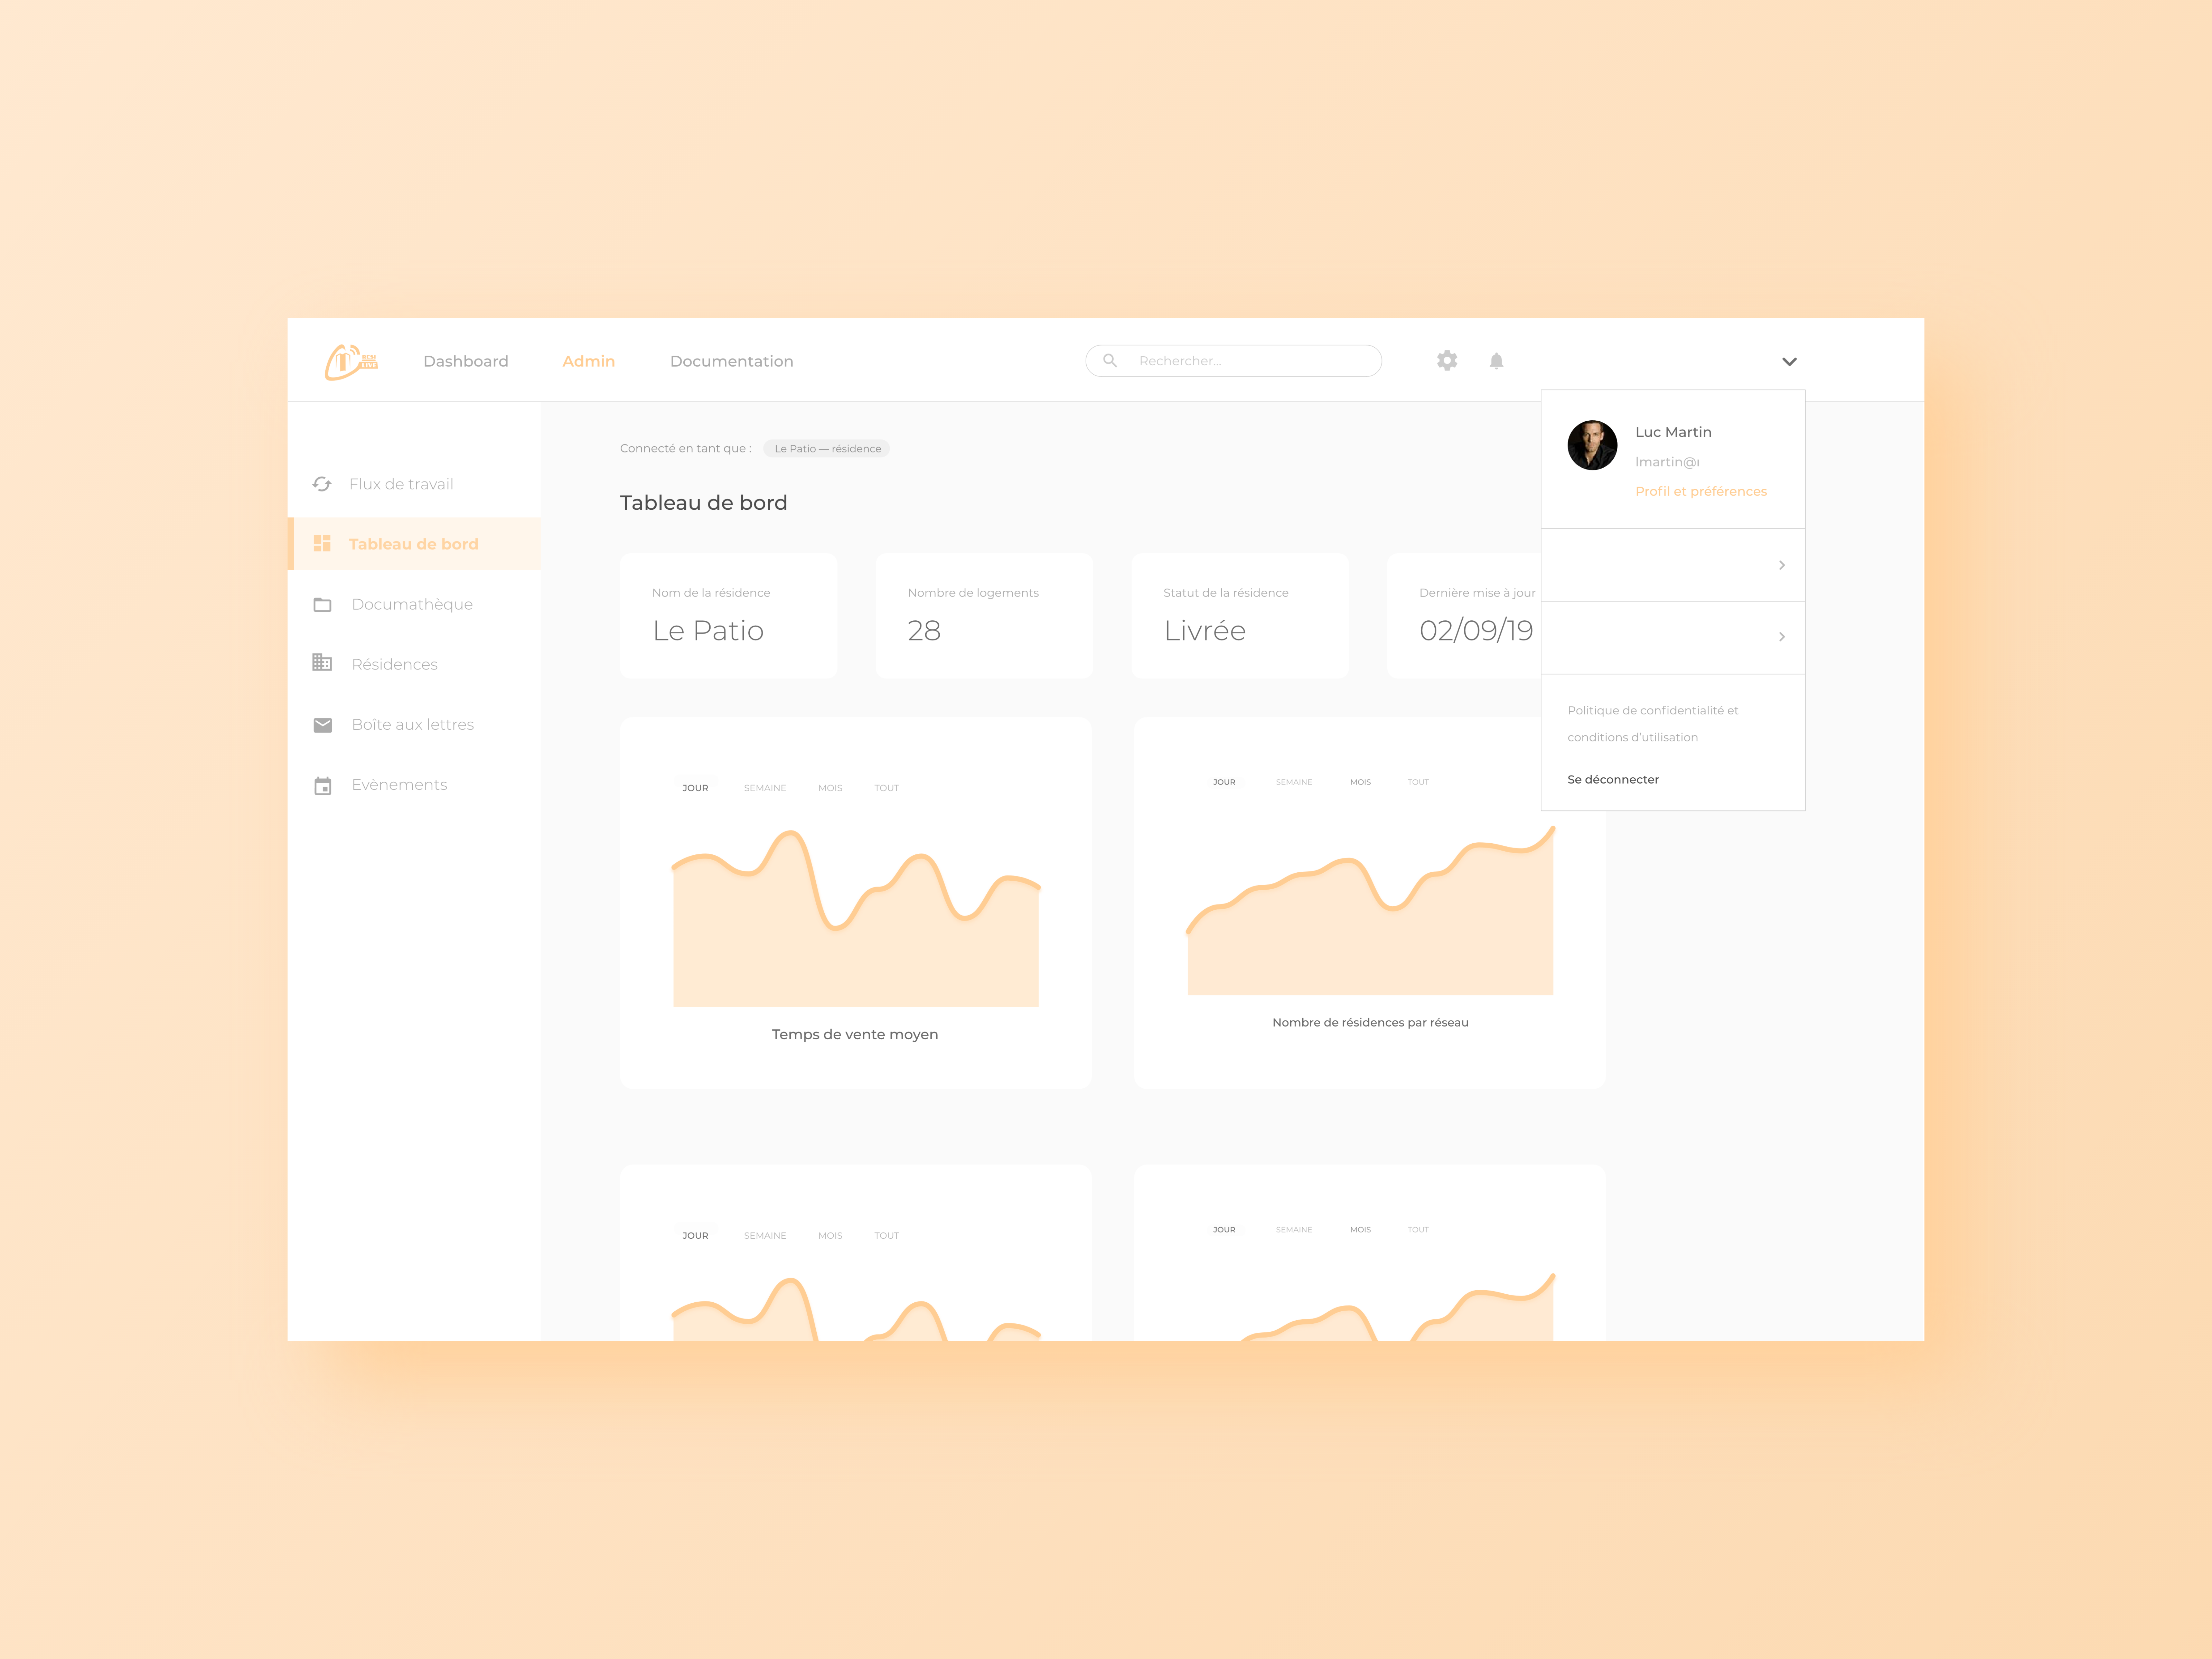 Dashboard
Admin
Documentation
Rechercher...
Flux de travail
Tableau de bord
Documathèque
Résidences
Boîte aux lettres
Evènements
Connecté en tant que :
Le Patio — résidence
Tableau de bord
Nom de la résidence
Le Patio
Nombre de logements
28
Statut de la résidence
Livrée
Dernière mise à jour
02/09/19
Luc Martin
lmartin@
Profil et préférences
Politique de confidentialité et
conditions d'utilisation
Se déconnecter
JOUR SEMAINE MOIS TOUT
Temps de vente moyen
JOUR SEMAINE MOIS TOUT
Nombre de résidences par réseau
JOUR SEMAINE MOIS TOUT
JOUR SEMAINE MOIS TOUT